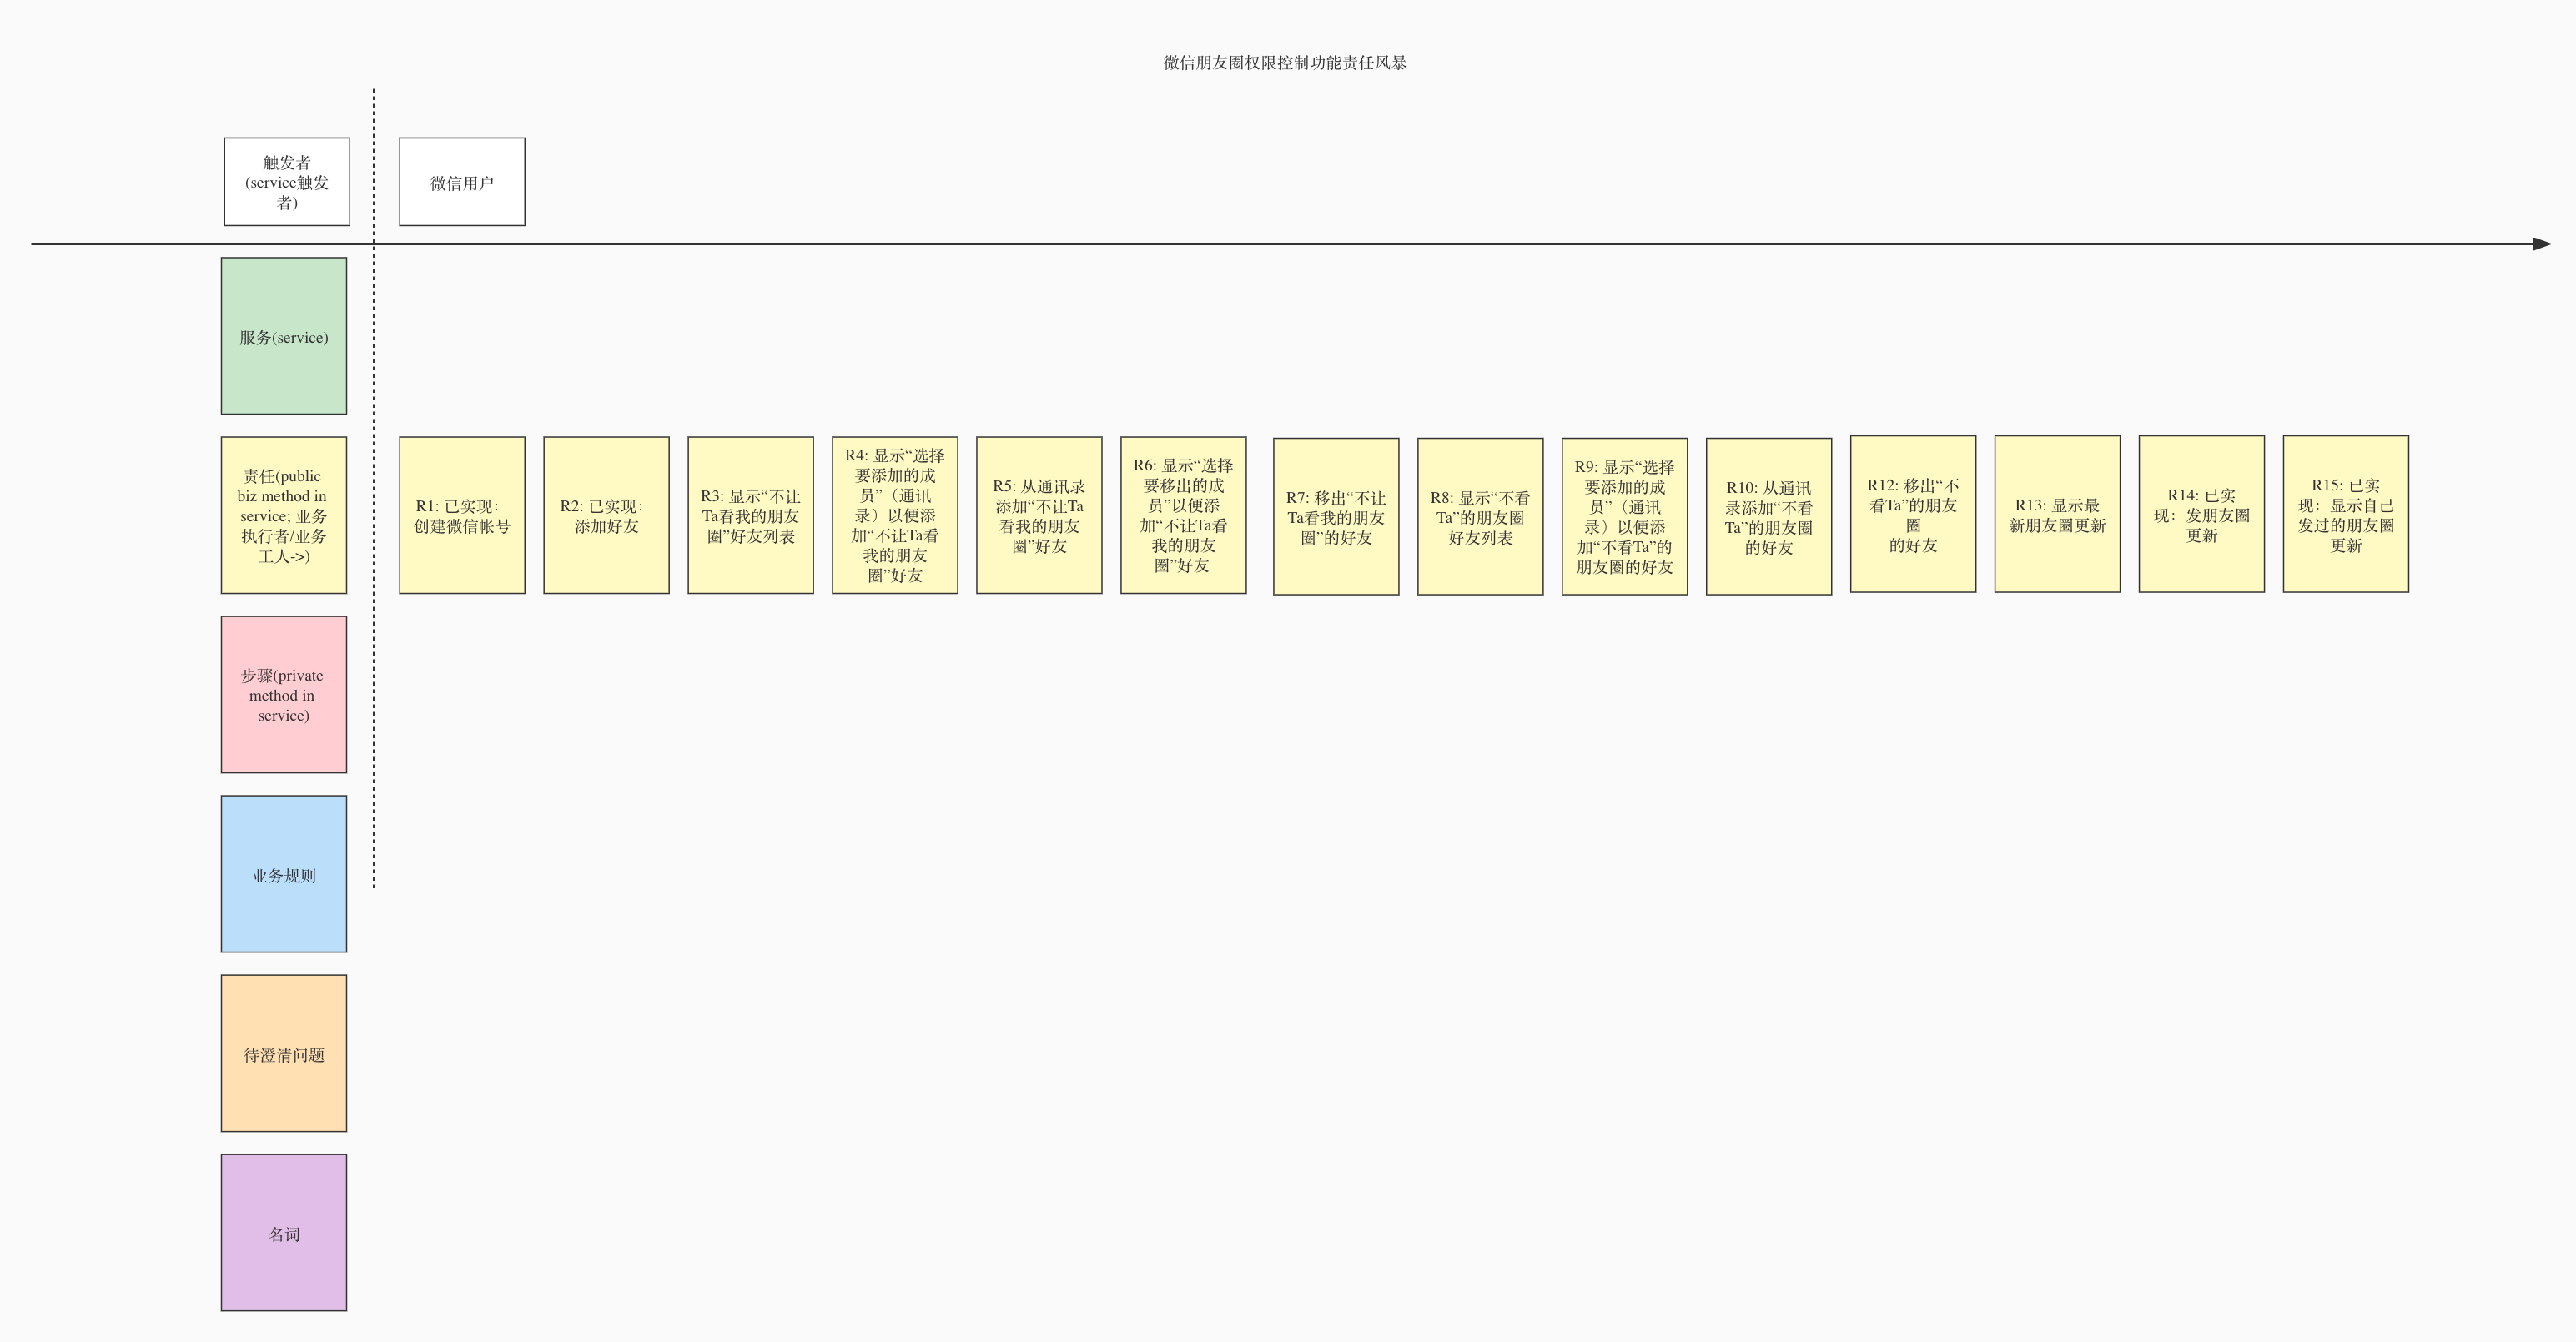 微信朋友圈权限控制功能责任风暴
触发者
(service触发
者)
微信用户
服务(service)
责任(public
biz method in
service; 业务
执行者/业务
工人->)
R1: 已实现：
创建微信帐号
R2: 已实现：
添加好友
R3: 显示“不让
Ta看我的朋友
圈”好友列表
R4: 显示“选择
要添加的成
员”（通讯
录）以便添
加“不让Ta看
我的朋友
圈”好友
R5: 从通讯录
添加“不让Ta
看我的朋友
圈”好友
R6: 显示“选择
要移出的成
员”以便添
加“不让Ta看
我的朋友
圈”好友
R7: 移出“不让
Ta看我的朋友
圈”的好友
R8: 显示“不看
Ta”的朋友圈
好友列表
R9: 显示“选择
要添加的成
员”（通讯
录）以便添
加“不看Ta”的
朋友圈的好友
R10: 从通讯
录添加“不看
Ta”的朋友圈
的好友
R12: 移出“不
看Ta”的朋友
圈
的好友
R13: 显示最
新朋友圈更新
R14: 已实
现：发朋友圈
更新
R15: 已实
现：显示自己
发过的朋友圈
更新
步骤(private
method in
service)
业务规则
待澄清问题
名词